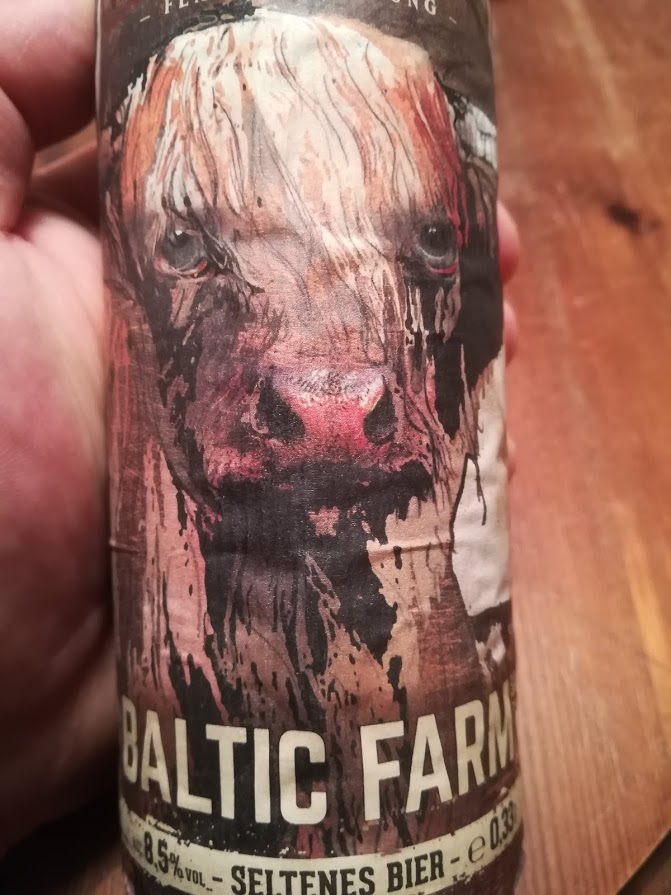 BALTIC FARM
8,5% VOL. - SELTENES BIER - ℮ 0,33